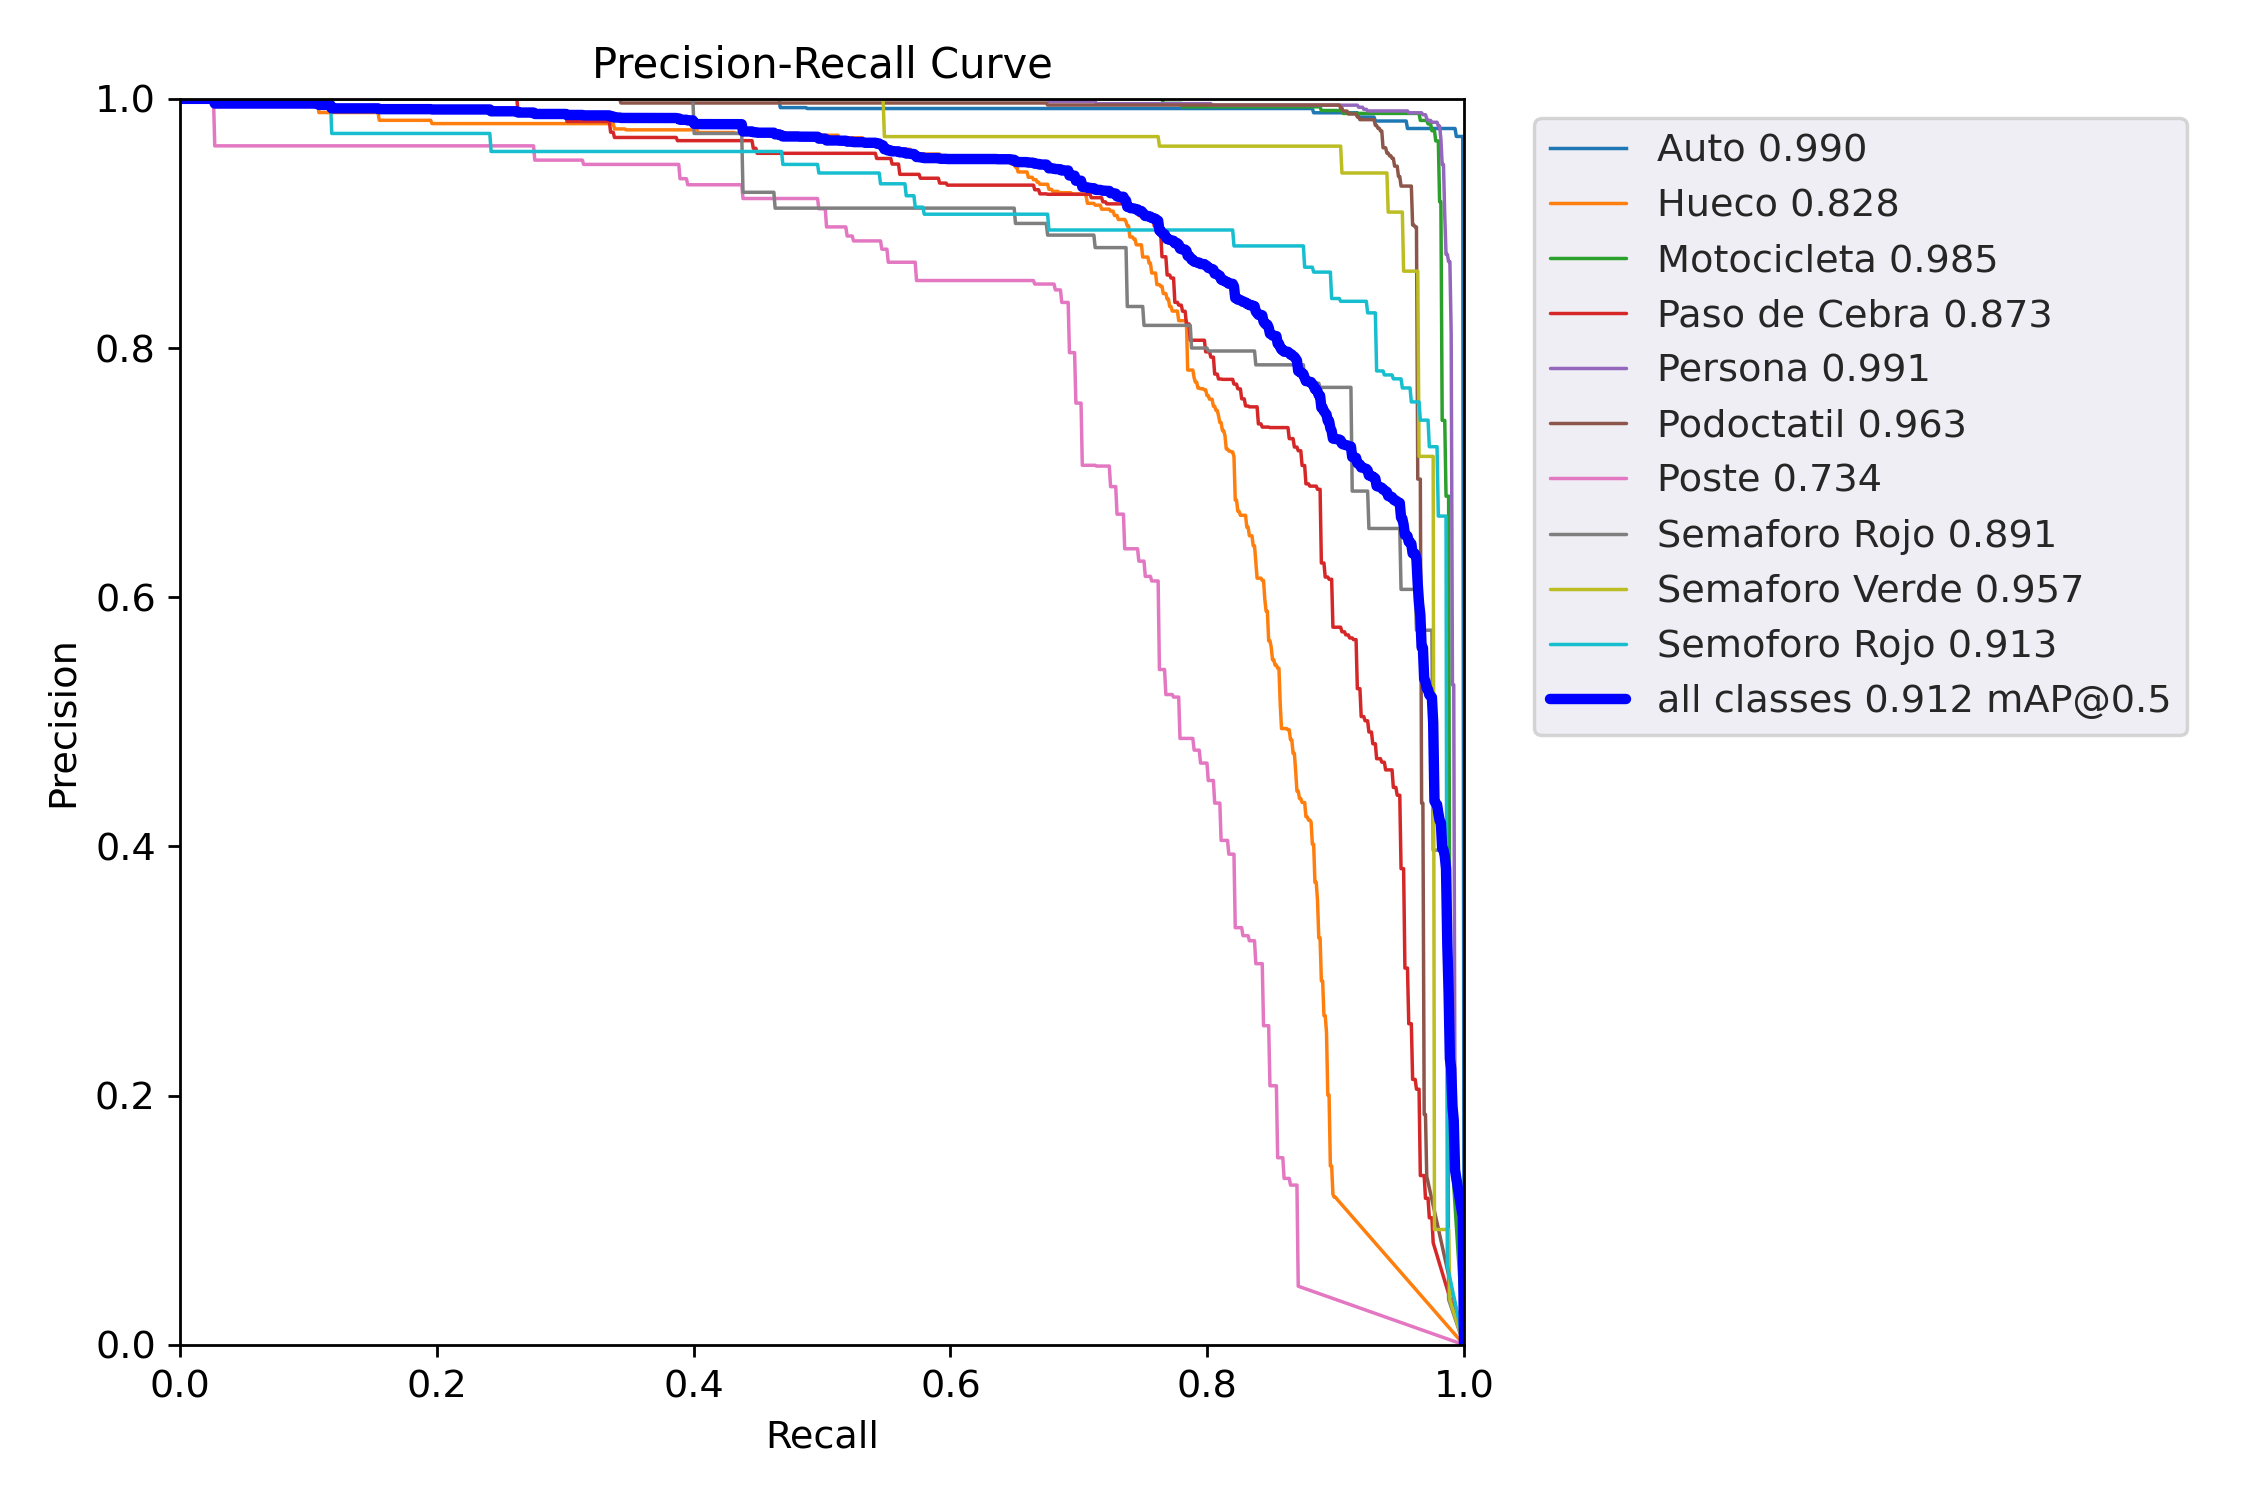 Precision-Recall Curve
1.0
0.8
0.6
0.4
0.2
0.0
Precision
0.0 0.2 0.4 0.6 0.8 1.0
Recall
Auto 0.990
Hueco 0.828
Motocicleta 0.985
Paso de Cebra 0.873
Persona 0.991
Podoctatil 0.963
Poste 0.734
Semaforo Rojo 0.891
Semaforo Verde 0.957
Semoforo Rojo 0.913
all classes 0.912 mAP@0.5